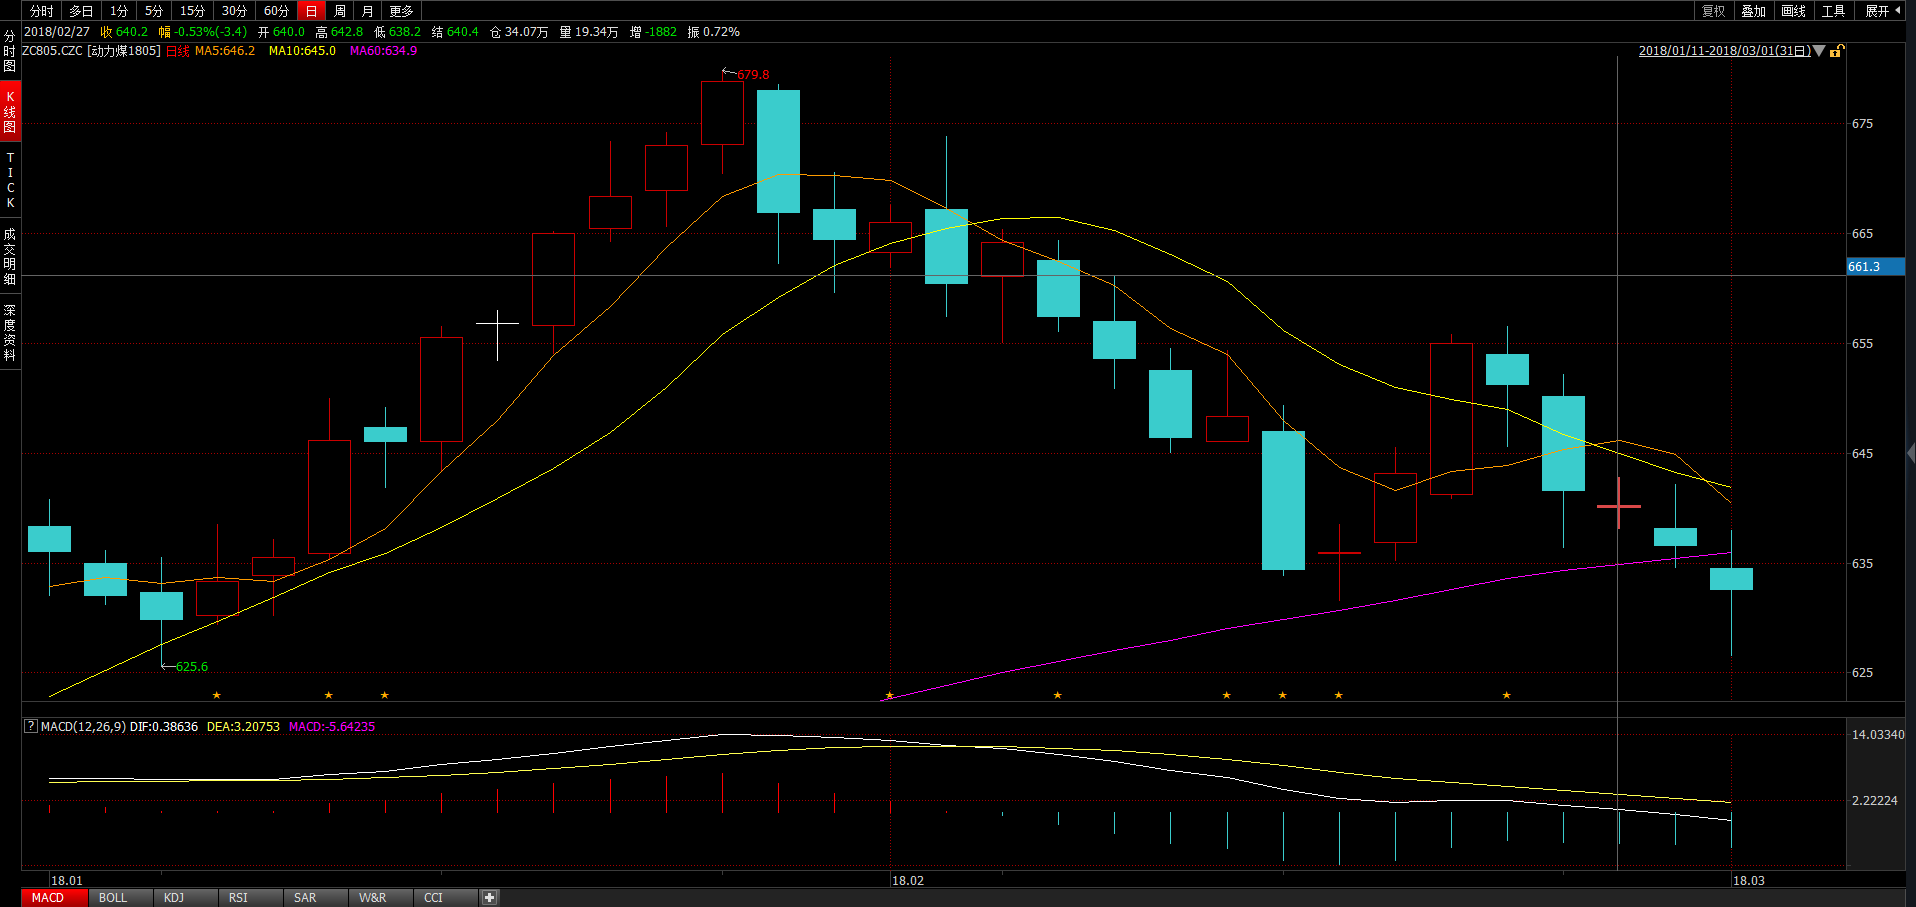 分时 多日 1分 5分 15分 30分 60分 日 周 月 更多 复权 叠加 画线 工具 展开
2018/02/27 收 640.2 幅 -0.53%(-3.4) 开 640.0 高 642.8 低 638.2 结 640.4 仓 34.07万 量 19.34万 增 -1882 振 0.72%
ZC805.CZC [动力煤1805] 日线 MA5:646.2 MA10:645.0 MA60:634.9 2018/01/11-2018/03/01(31日)
分时图
K线图
TICK
成交明细
深度资料
679.8
675
665
661.3
655
645
635
625.6
625
? MACD(12,26,9) DIF:0.38636 DEA:3.20753 MACD:-5.64235
14.03340
2.22224
18.01 18.02 18.03
MACD BOLL KDJ RSI SAR W&R CCI